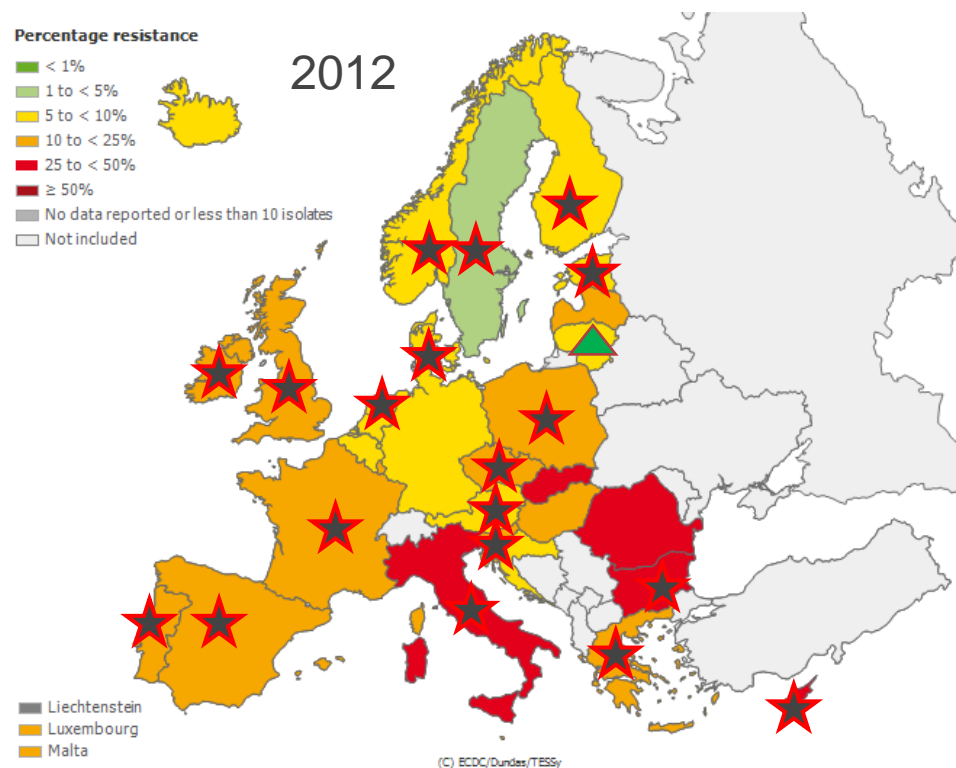 Percentage resistance
2012
< 1%
1 to < 5%
5 to < 10%
10 to < 25%
25 to < 50%
≥ 50%
No data reported or less than 10 isolates
Not included
Liechtenstein
Luxembourg
Malta
(C) ECDC/Dundas/TESSy